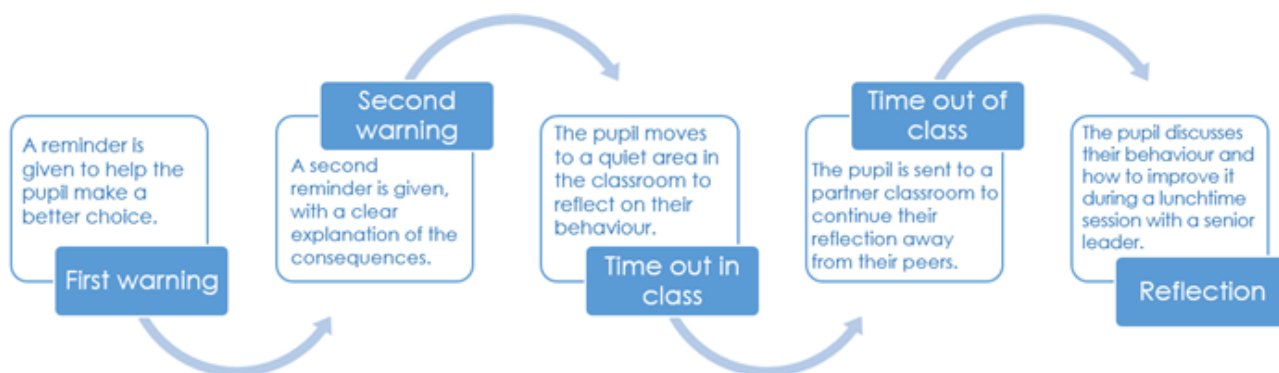 A reminder is
given to help the
pupil make a
better choice.
First warning
Second
warning
A second
reminder is given,
with a clear
explanation of the
consequences.
The pupil moves
to a quiet area in
the classroom to
reflect on their
behaviour.
Time out in
class
Time out of
class
The pupil is sent to a
partner classroom to
continue their
reflection away
from their peers.
The pupil discusses
their behaviour and
how to improve it
during a lunchtime
session with a senior
leader.
Reflection